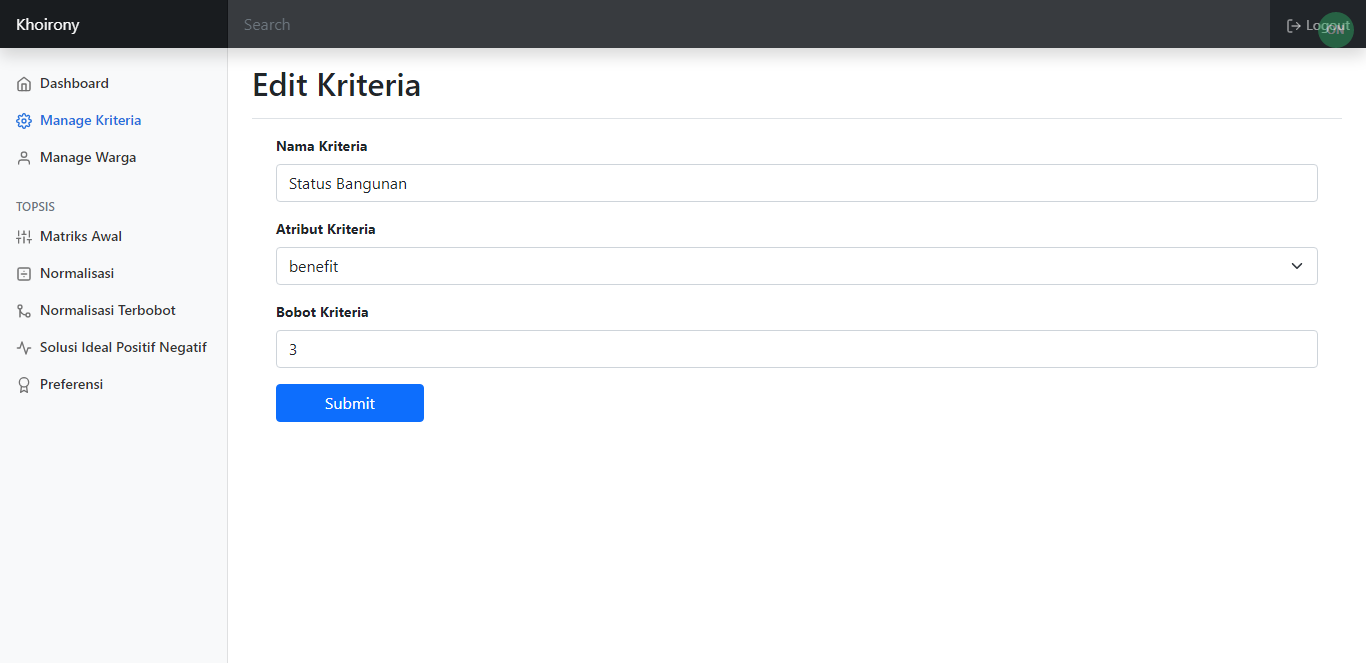 Khoirony
Search
Logout
ON
Dashboard
Manage Kriteria
Manage Warga
TOPSIS
Matriks Awal
Normalisasi
Normalisasi Terbobot
Solusi Ideal Positif Negatif
Preferensi
Edit Kriteria
Nama Kriteria
Status Bangunan
Atribut Kriteria
benefit
Bobot Kriteria
3
Submit